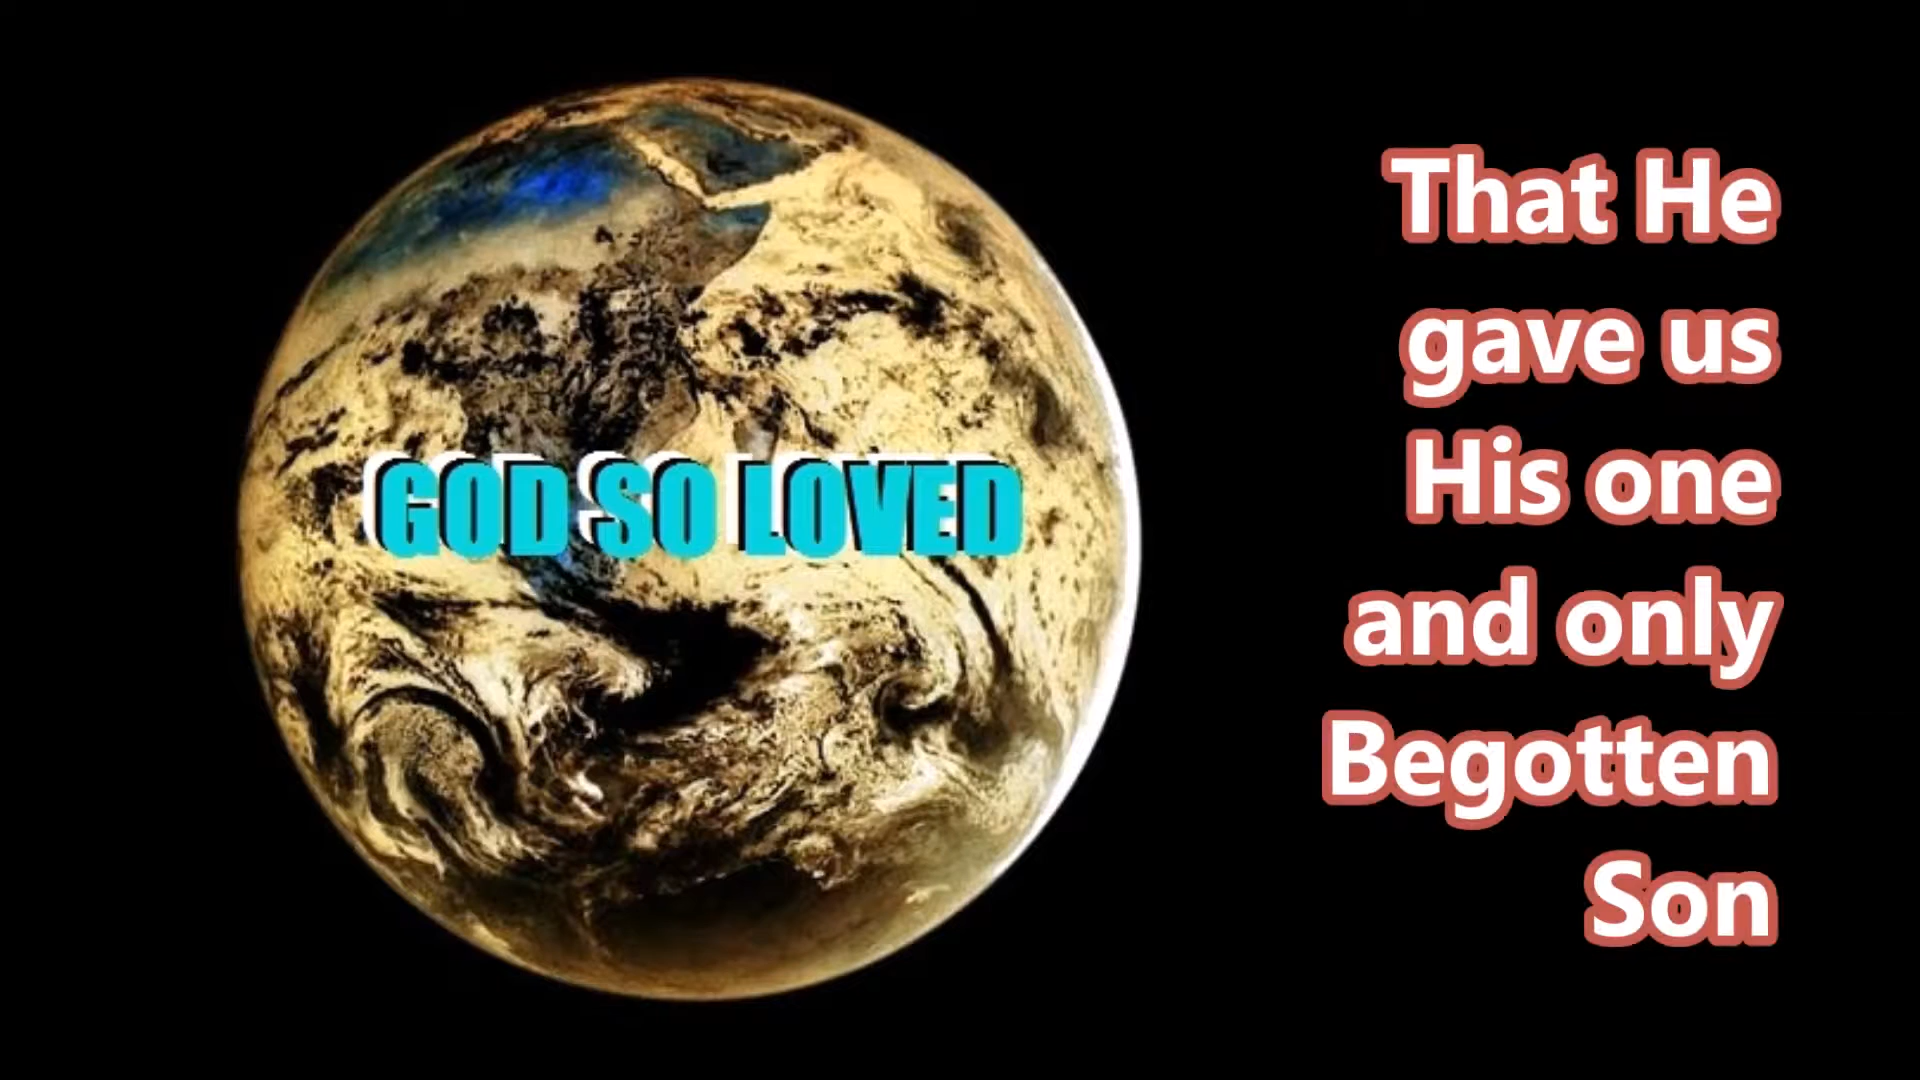 GOD SO LOVED
That He
gave us
His one
and only
Begotten
Son